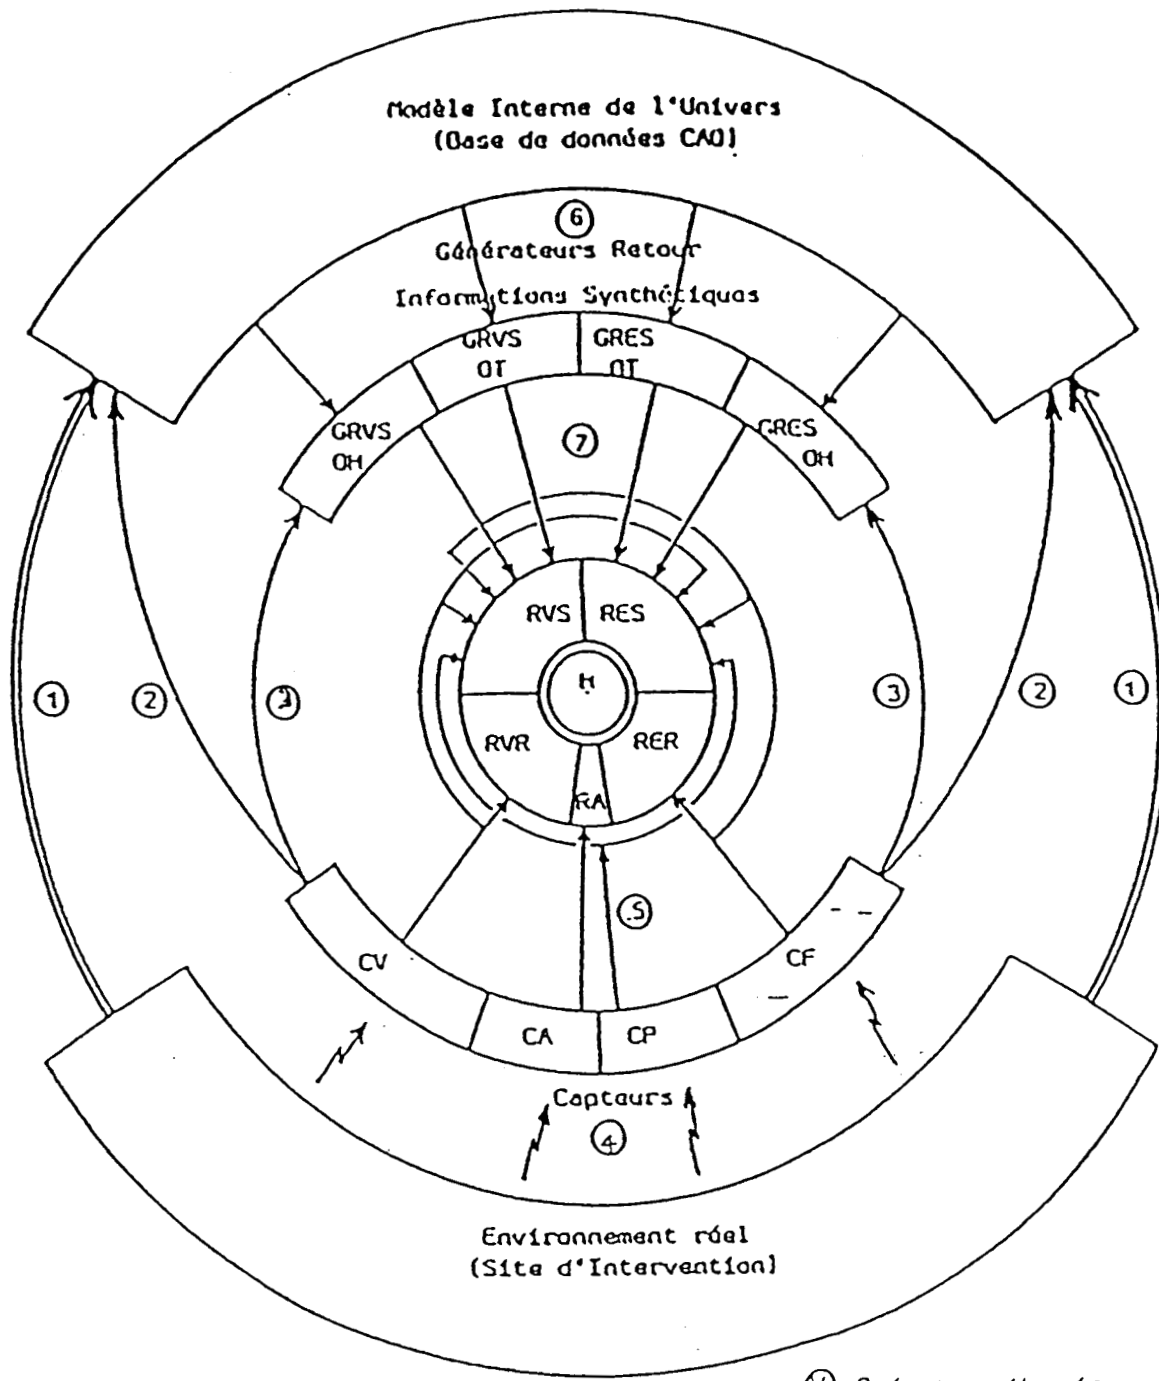 Modèle Interne de l'Univers
(Base de données CAO)
6
Générateurs Retour
Informations Synthétiques
GRVS
OT
GRES
OT
GRVS
OH
GRES
OH
7
RVS
RES
H
RVR
RER
RA
1
2
3
3
2
1
5
CV
CA
CP
CF
Capteurs
4
Environnement réel
(Site d'Intervention)